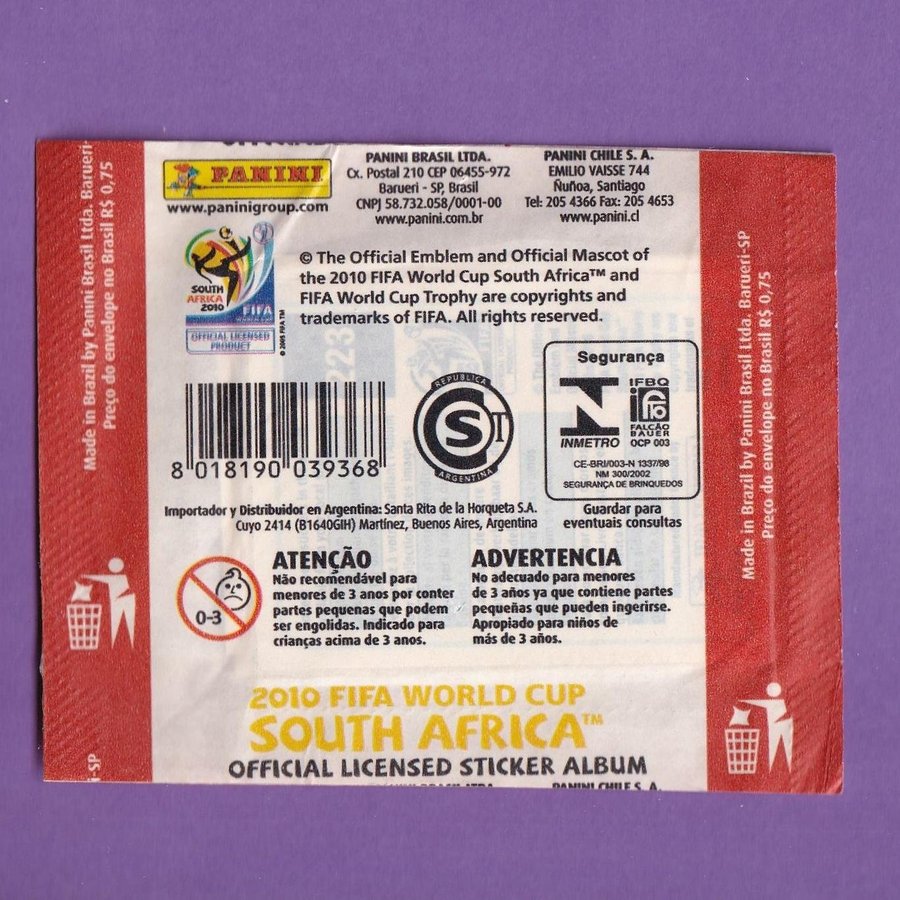 PANINI
www.paninigroup.com
PANINI BRASIL LTDA.
Cx. Postal 210 CEP 06455-972
Barueri - SP, Brasil
CNPJ 58.732.058/0001-00
www.panini.com.br
PANINI CHILE S. A.
EMILIO VAISSE 744
Ñuñoa, Santiago
Tel: 205 4366 Fax: 205 4653
www.panini.cl
SOUTH
AFRICA
2010
FIFA
OFFICIAL LICENSED
PRODUCT
© 2005 FIFA TM
© The Official Emblem and Official Mascot of
the 2010 FIFA World Cup South Africa™ and
FIFA World Cup Trophy are copyrights and
trademarks of FIFA. All rights reserved.
8 018190 039368
REPUBLICA
S T
ARGENTINA
Segurança
INMETRO
IFBQ
FALCÃO
BAUER
OCP 003
CE-BRI/003-N 1337/98
NM 300/2002
SEGURANÇA DE BRINQUEDOS
Guardar para
eventuais consultas
Importador y Distribuidor en Argentina: Santa Rita de la Horqueta S.A.
Cuyo 2414 (B1640GIH) Martínez, Buenos Aires, Argentina
0-3
ATENÇÃO
Não recomendável para
menores de 3 anos por conter
partes pequenas que podem
ser engolidas. Indicado para
crianças acima de 3 anos.
ADVERTENCIA
No adecuado para menores
de 3 años ya que contiene partes
pequeñas que pueden ingerirse.
Apropiado para niños de
más de 3 años.
2010 FIFA WORLD CUP
SOUTH AFRICA™
OFFICIAL LICENSED STICKER ALBUM
PANINI CHILE S. A.
Made in Brazil by Panini Brasil Ltda. Barueri-
Preço do envelope no Brasil R$ 0,75
I-SP
Made in Brazil by Panini Brasil Ltda. Barueri-SP
Preço do envelope no Brasil R$ 0,75